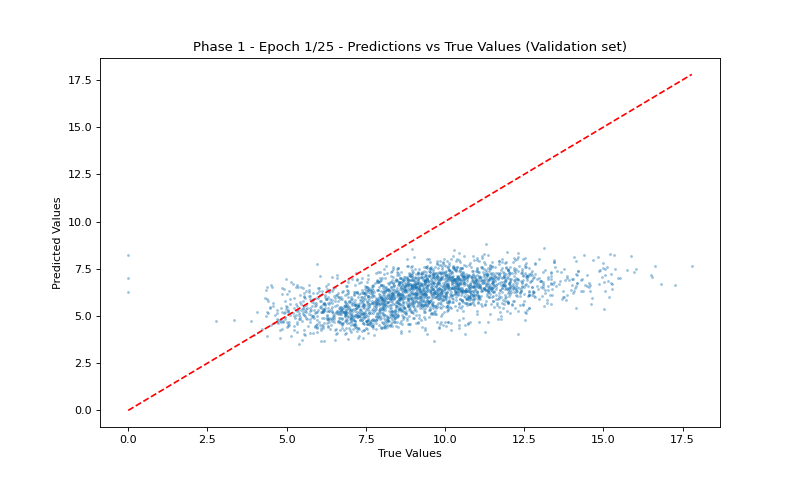 Phase 1 - Epoch 1/25 - Predictions vs True Values (Validation set)
Predicted Values
17.5
15.0
12.5
10.0
7.5
5.0
2.5
0.0
0.0 2.5 5.0 7.5 10.0 12.5 15.0 17.5
True Values